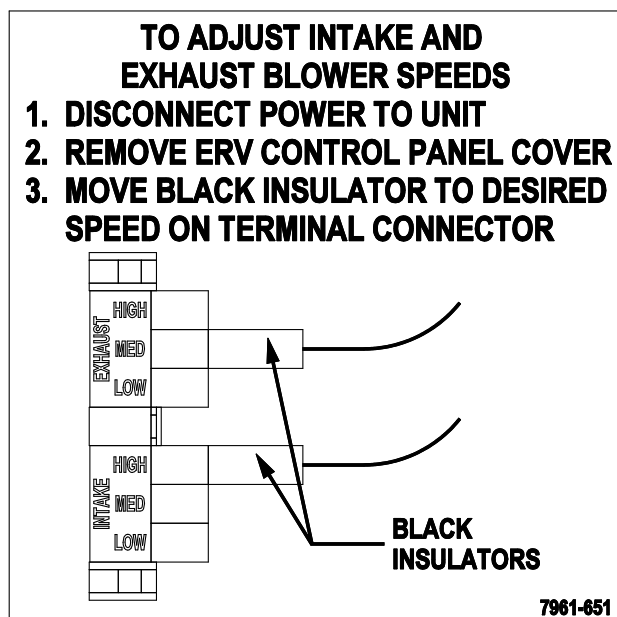 TO ADJUST INTAKE AND
EXHAUST BLOWER SPEEDS
1. DISCONNECT POWER TO UNIT
2. REMOVE ERV CONTROL PANEL COVER
3. MOVE BLACK INSULATOR TO DESIRED
SPEED ON TERMINAL CONNECTOR
EXHAUST
HIGH
MED
LOW
INTAKE
HIGH
MED
LOW
BLACK
INSULATORS
7961-651